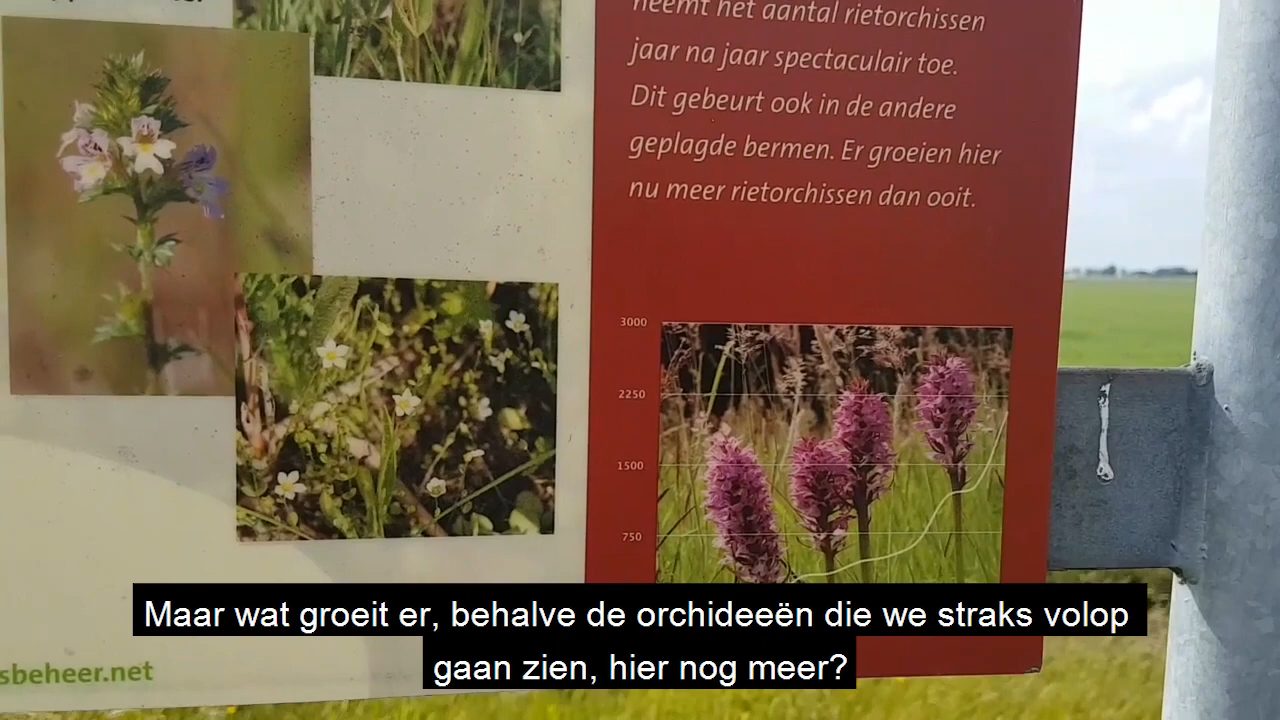 neemt het aantal rietorchissen
jaar na jaar spectaculair toe.
Dit gebeurt ook in de andere
geplagde bermen. Er groeien hier
nu meer rietorchissen dan ooit.
3000
2250
1500
750
sbeheer.net
Maar wat groeit er, behalve de orchideeën die we straks volop
gaan zien, hier nog meer?